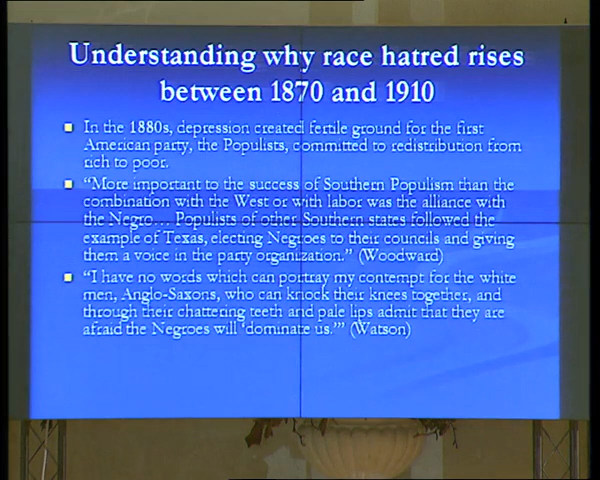 Understanding why race hatred rises
between 1870 and 1910
In the 1880s, depression created fertile ground for the first
American party, the Populists, committed to redistribution from
rich to poor.
“More important to the success of Southern Populism than the
combination with the West or with labor was the alliance with
the Negro… Populists of other Southern states followed the
example of Texas, electing Negroes to their councils and giving
them a voice in the party organization.” (Woodward)
“I have no words which can portray my contempt for the white
men, Anglo-Saxons, who can knock their knees together, and
through their chattering teeth and pale lips admit that they are
afraid the Negroes will ‘dominate us.’” (Watson)